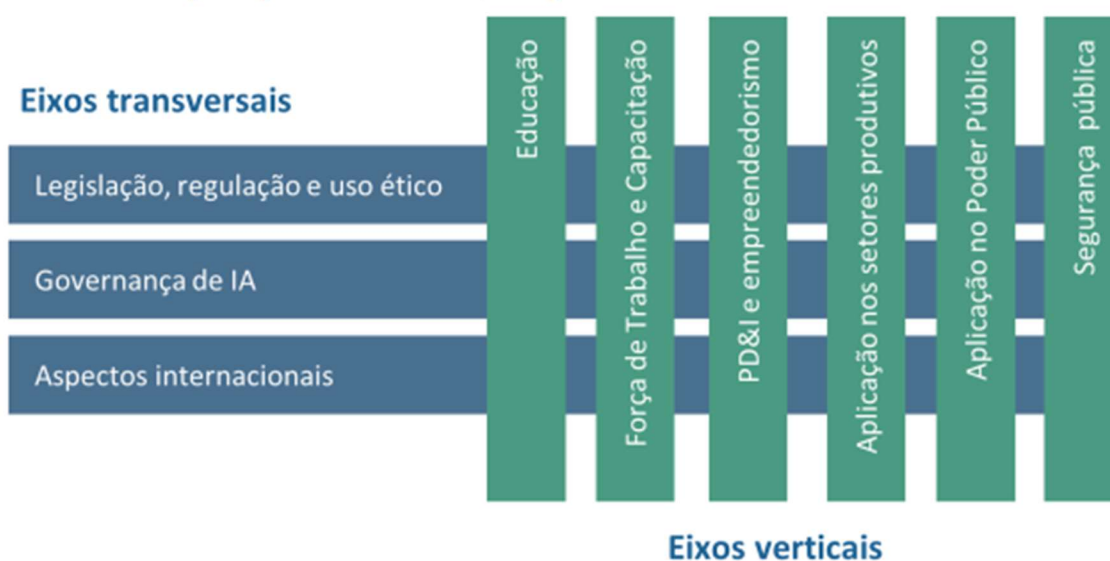 Eixos transversais
Legislação, regulação e uso ético
Governança de IA
Aspectos internacionais
Educação
Força de Trabalho e Capacitação
PD&I e empreendedorismo
Aplicação nos setores produtivos
Aplicação no Poder Público
Segurança pública
Eixos verticais